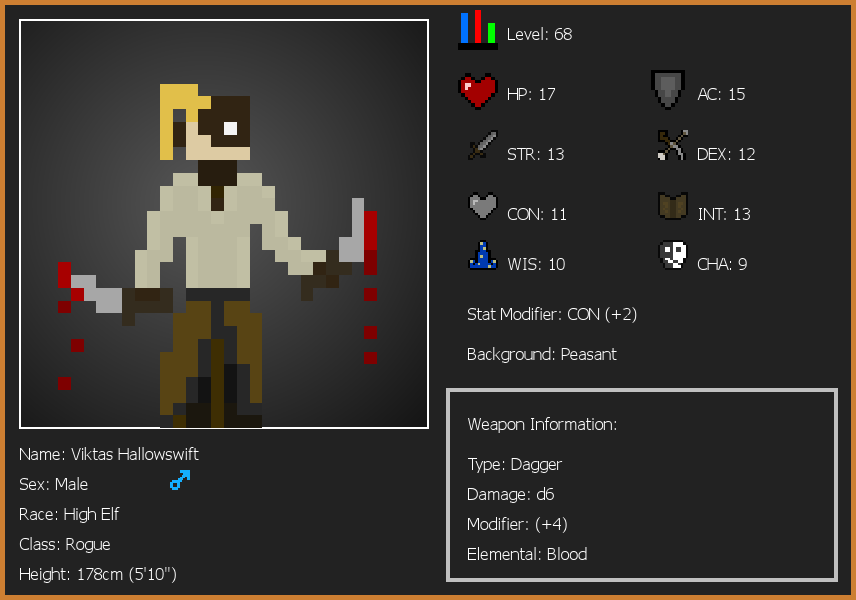 Level: 68
HP: 17
AC: 15
STR: 13
DEX: 12
CON: 11
INT: 13
WIS: 10
CHA: 9
Stat Modifier: CON (+2)
Background: Peasant
Weapon Information:
Type: Dagger
Damage: d6
Modifier: (+4)
Elemental: Blood
Name: Viktas Hallowswift
Sex: Male
Race: High Elf
Class: Rogue
Height: 178cm (5'10")